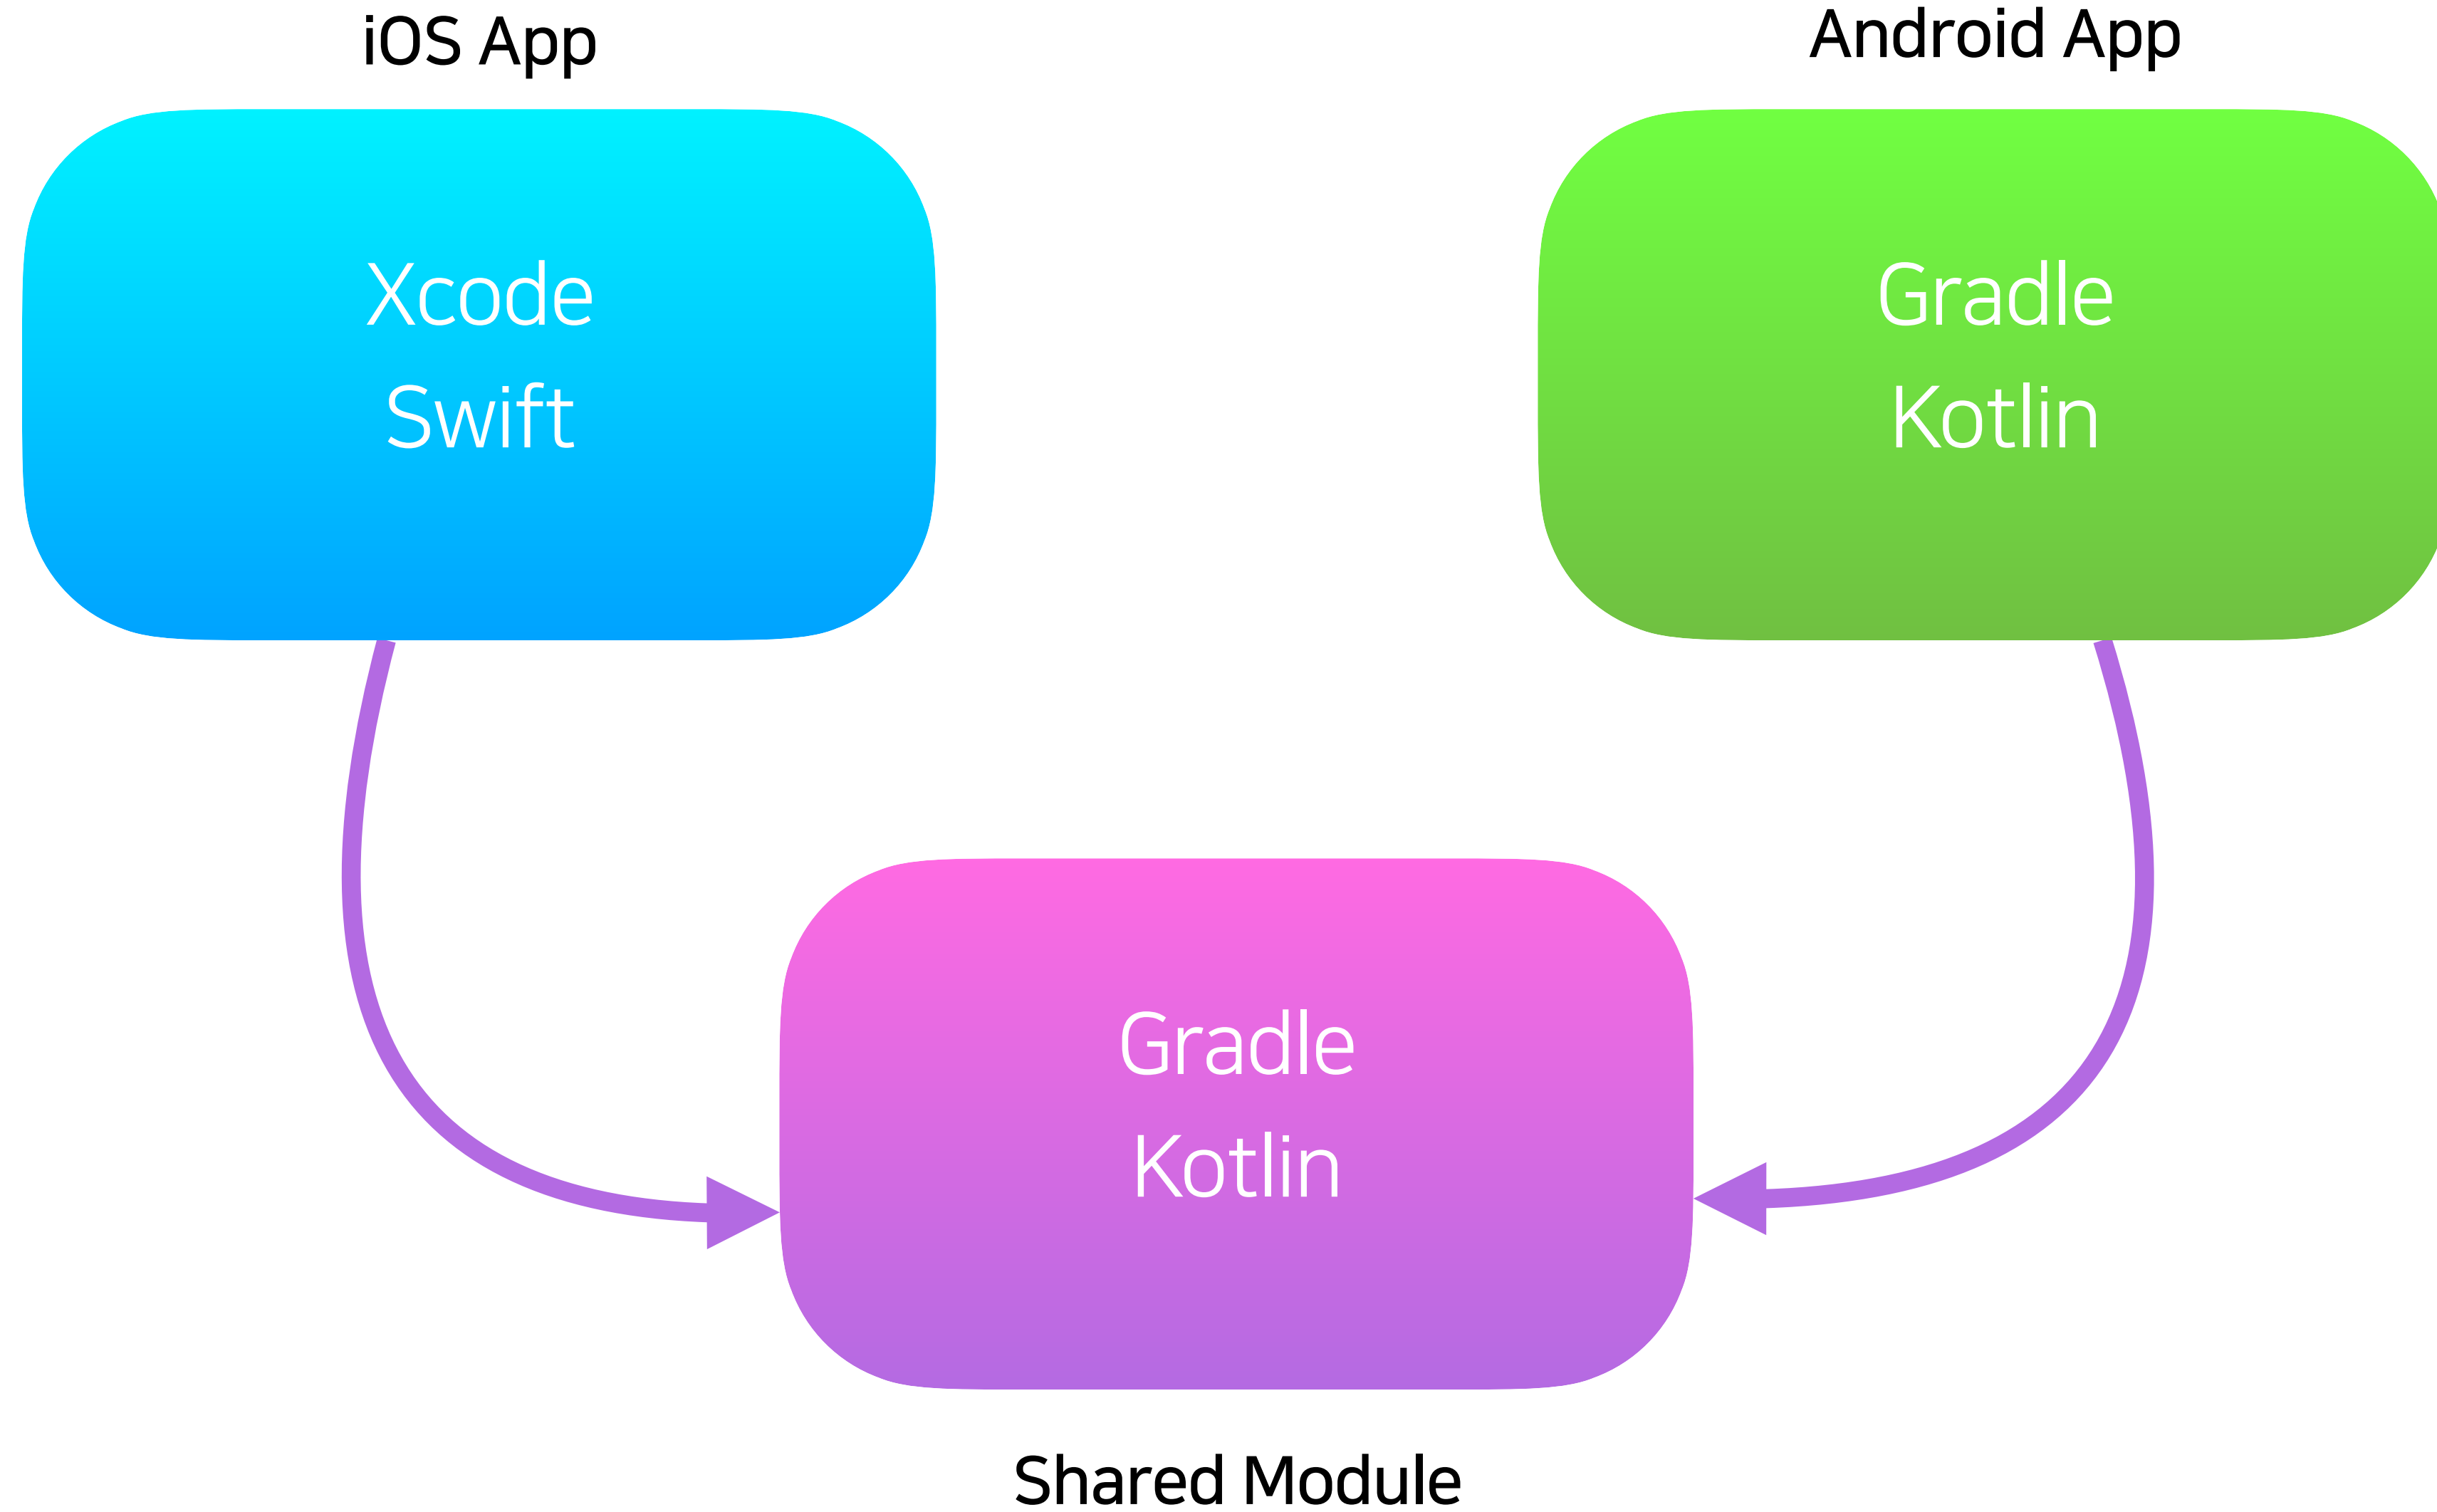 iOS App
Android App
Xcode
Swift
Gradle
Kotlin
Gradle
Kotlin
Shared Module